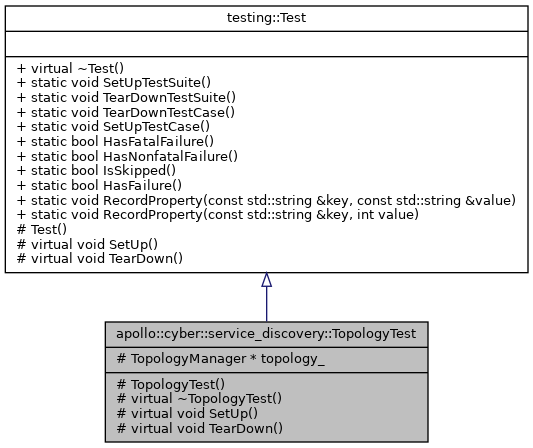 testing::Test
+ virtual ~Test()
+ static void SetUpTestSuite()
+ static void TearDownTestSuite()
+ static void TearDownTestCase()
+ static void SetUpTestCase()
+ static bool HasFatalFailure()
+ static bool HasNonfatalFailure()
+ static bool IsSkipped()
+ static bool HasFailure()
+ static void RecordProperty(const std::string &key, const std::string &value)
+ static void RecordProperty(const std::string &key, int value)
# Test()
# virtual void SetUp()
# virtual void TearDown()
apollo::cyber::service_discovery::TopologyTest
# TopologyManager * topology_
# TopologyTest()
# virtual ~TopologyTest()
# virtual void SetUp()
# virtual void TearDown()